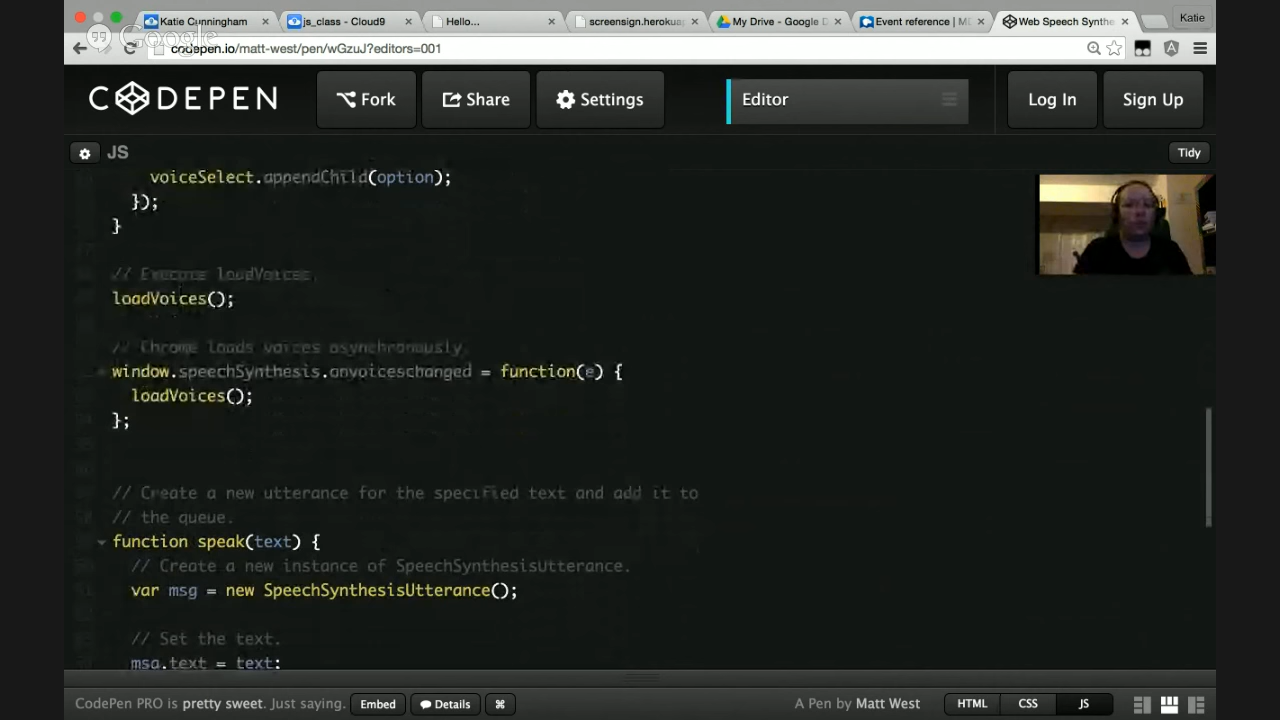 Katie Cunningham
js_class - Cloud9
Hello...
screensign.herokuap
My Drive - Google D
Event reference | M
Web Speech Synthe
Katie
Google
codepen.io/matt-west/pen/wGzuJ?editors=001
CODEPEN
Fork
Share
Settings
Editor
Log In
Sign Up
JS
Tidy
voiceSelect.appendChild(option);
});
}
// Execute loadVoices.
loadVoices();
// Chrome loads voices asynchronously.
window.speechSynthesis.onvoiceschanged = function(e) {
loadVoices();
};
// Create a new utterance for the specified text and add it to
// the queue.
function speak(text) {
// Create a new instance of SpeechSynthesisUtterance.
var msg = new SpeechSynthesisUtterance();
// Set the text.
msg.text = text;
CodePen PRO is pretty sweet. Just saying.
Embed
Details
A Pen by Matt West
HTML
CSS
JS